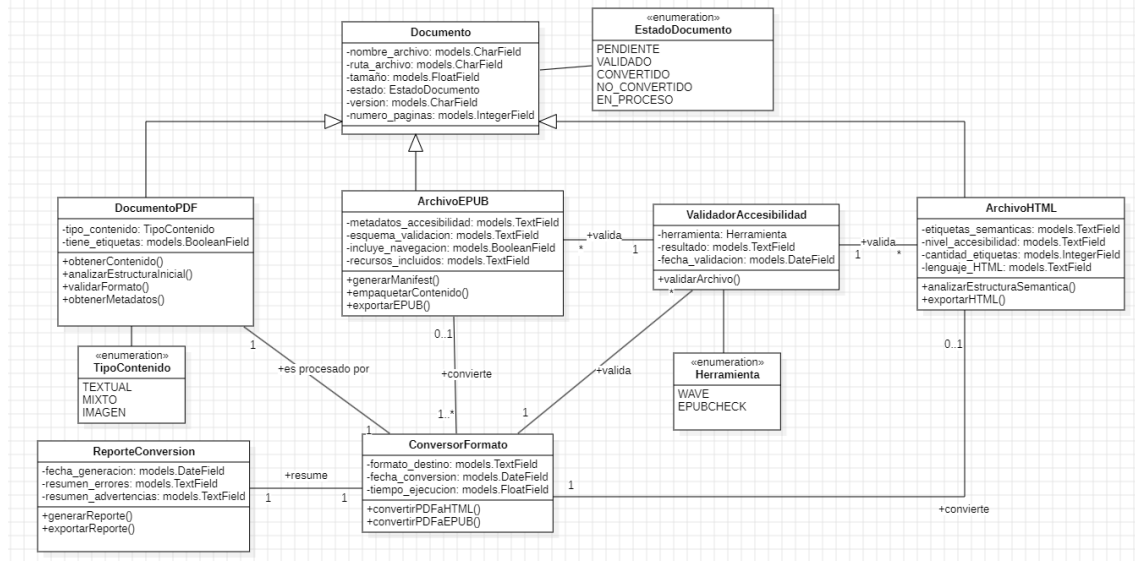 Documento
-nombre_archivo: models.CharField
-ruta_archivo: models.CharField
-tamaño: models.FloatField
-estado: EstadoDocumento
-version: models.CharField
-numero_paginas: models.IntegerField
«enumeration»
EstadoDocumento
PENDIENTE
VALIDADO
CONVERTIDO
NO_CONVERTIDO
EN_PROCESO
DocumentoPDF
-tipo_contenido: TipoContenido
-tiene_etiquetas: models.BooleanField
+obtenerContenido()
+analizarEstructuraInicial()
+validarFormato()
+obtenerMetadatos()
ArchivoEPUB
-metadatos_accesibilidad: models.TextField
-esquema_validacion: models.TextField
-incluye_navegacion: models.BooleanField
-recursos_incluidos: models.TextField
+generarManifest()
+empaquetarContenido()
+exportarEPUB()
+valida
*
1
ValidadorAccesibilidad
-herramienta: Herramienta
-resultado: models.TextField
-fecha_validacion: models.DateField
+validarArchivo()
+valida
1
*
ArchivoHTML
-etiquetas_semanticas: models.TextField
-nivel_accesibilidad: models.TextField
-cantidad_etiquetas: models.IntegerField
-lenguaje_HTML: models.TextField
+analizarEstructuraSemantica()
+exportarHTML()
«enumeration»
TipoContenido
TEXTUAL
MIXTO
IMAGEN
1
+es procesado por
1
0..1
+convierte
1..*
*
+valida
1
«enumeration»
Herramienta
WAVE
EPUBCHECK
0..1
ReporteConversion
-fecha_generacion: models.DateField
-resumen_errores: models.TextField
-resumen_advertencias: models.TextField
+generarReporte()
+exportarReporte()
+resume
1
1
ConversorFormato
-formato_destino: models.TextField
-fecha_conversion: models.DateField
-tiempo_ejecucion: models.FloatField
+convertirPDFaHTML()
+convertirPDFaEPUB()
1
+convierte